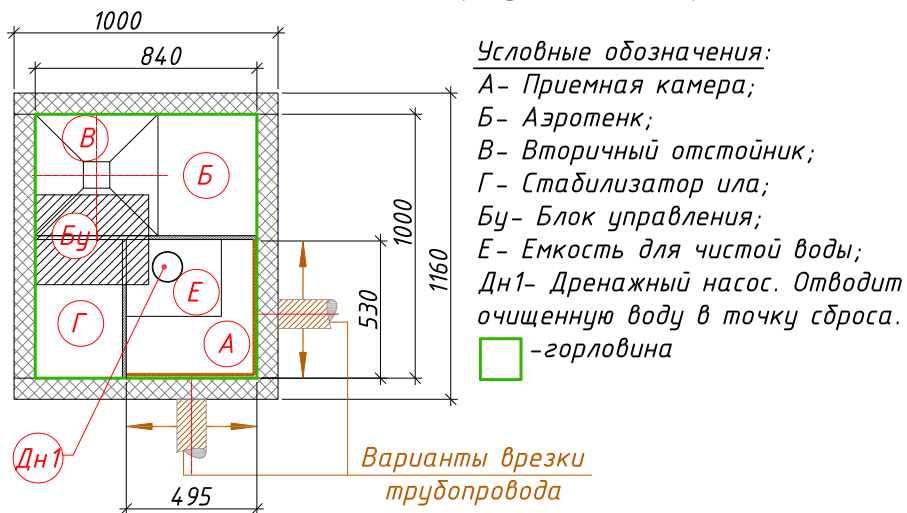 1000
840
Условные обозначения:
А- Приемная камера;
Б- Аэротенк;
В- Вторичный отстойник;
Г- Стабилизатор ила;
Бу- Блок управления;
Е- Емкость для чистой воды;
Дн1- Дренажный насос. Отводит
очищенную воду в точку сброса.
-горловина
В
Б
Бу
Е
Г
А
530
1000
1160
Дн1
Варианты врезки
трубопровода
495